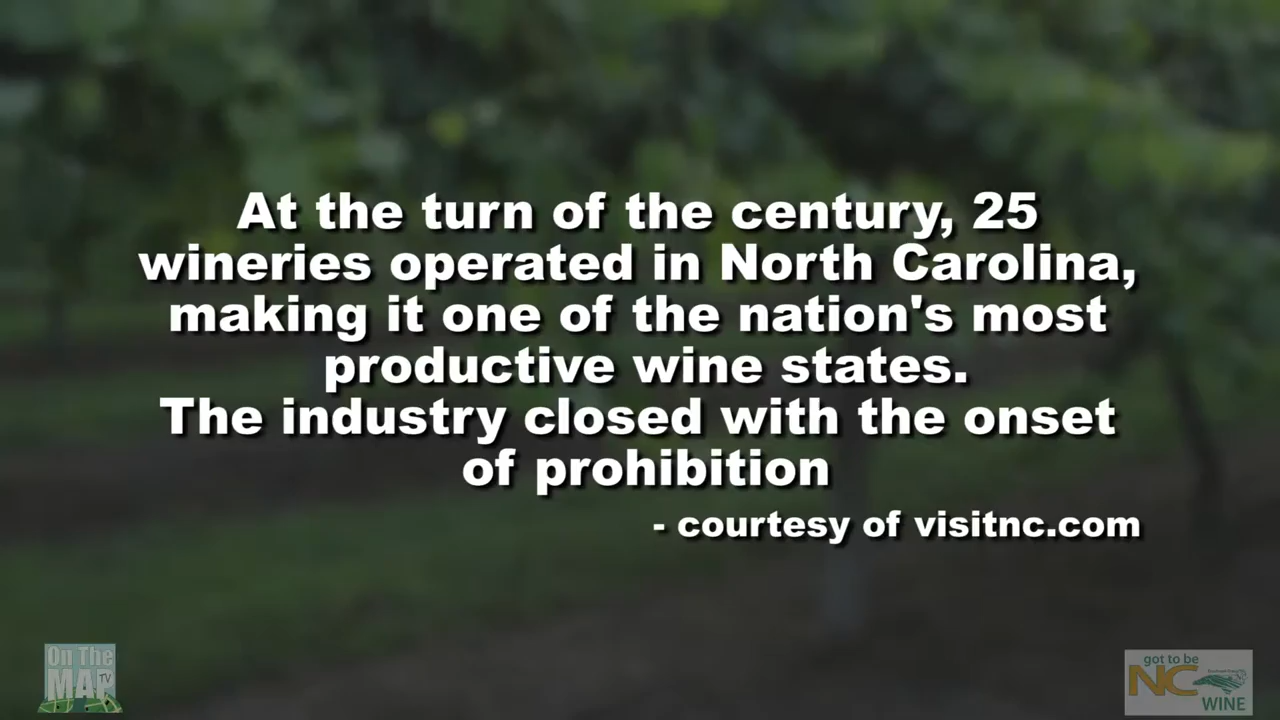 At the turn of the century, 25
wineries operated in North Carolina,
making it one of the nation's most
productive wine states.
The industry closed with the onset
of prohibition
- courtesy of visitnc.com
On The
MAP
TV
got to be
NC
WINE